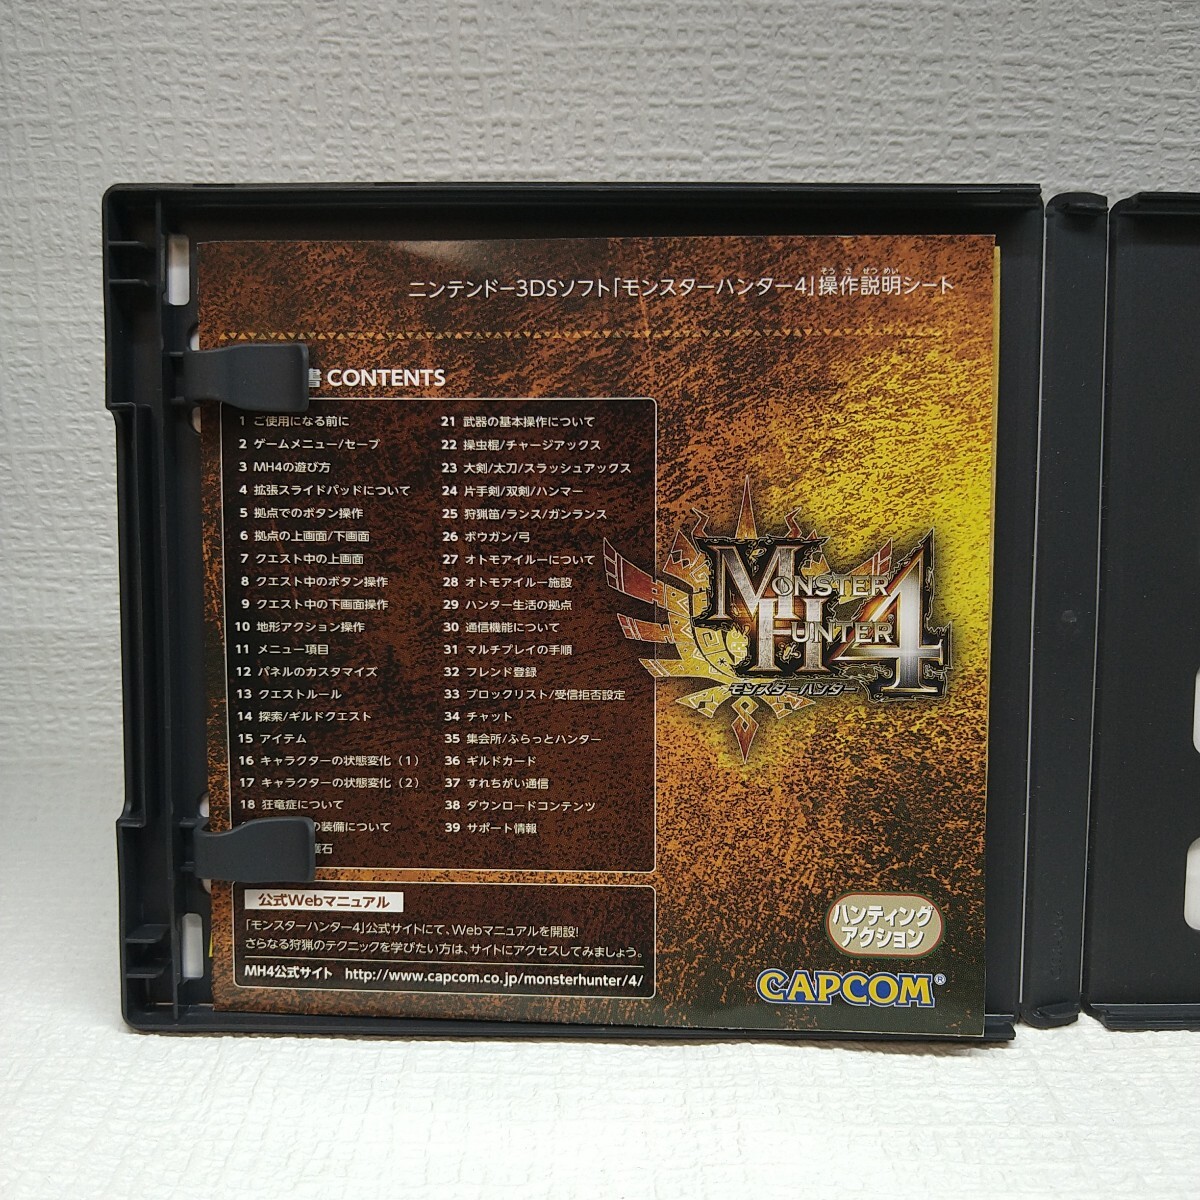 そう さ せつ めい
ニンテンドー3DSソフト「モンスターハンター4」操作説明シート
書 CONTENTS
1 ご使用になる前に
2 ゲームメニュー/セーブ
3 MH4の遊び方
4 拡張スライドパッドについて
5 拠点でのボタン操作
6 拠点の上画面/下画面
7 クエスト中の上画面
8 クエスト中のボタン操作
9 クエスト中の下画面操作
10 地形アクション操作
11 メニュー項目
12 パネルのカスタマイズ
13 クエストルール
14 探索/ギルドクエスト
15 アイテム
16 キャラクターの状態変化（1）
17 キャラクターの状態変化（2）
18 狂竜症について
の装備について
護石
21 武器の基本操作について
22 操虫棍/チャージアックス
23 大剣/太刀/スラッシュアックス
24 片手剣/双剣/ハンマー
25 狩猟笛/ランス/ガンランス
26 ボウガン/弓
27 オトモアイルーについて
28 オトモアイルー施設
29 ハンター生活の拠点
30 通信機能について
31 マルチプレイの手順
32 フレンド登録
33 ブロックリスト/受信拒否設定
34 チャット
35 集会所/ふらっとハンター
36 ギルドカード
37 すれちがい通信
38 ダウンロードコンテンツ
39 サポート情報
MONSTER
HUNTER 4
モンスターハンター
公式Webマニュアル
「モンスターハンター4」公式サイトにて、Webマニュアルを開設!
さらなる狩猟のテクニックを学びたい方は、サイトにアクセスしてみましょう。
MH4公式サイト http://www.capcom.co.jp/monsterhunter/4/
ハンティング
アクション
CAPCOM®